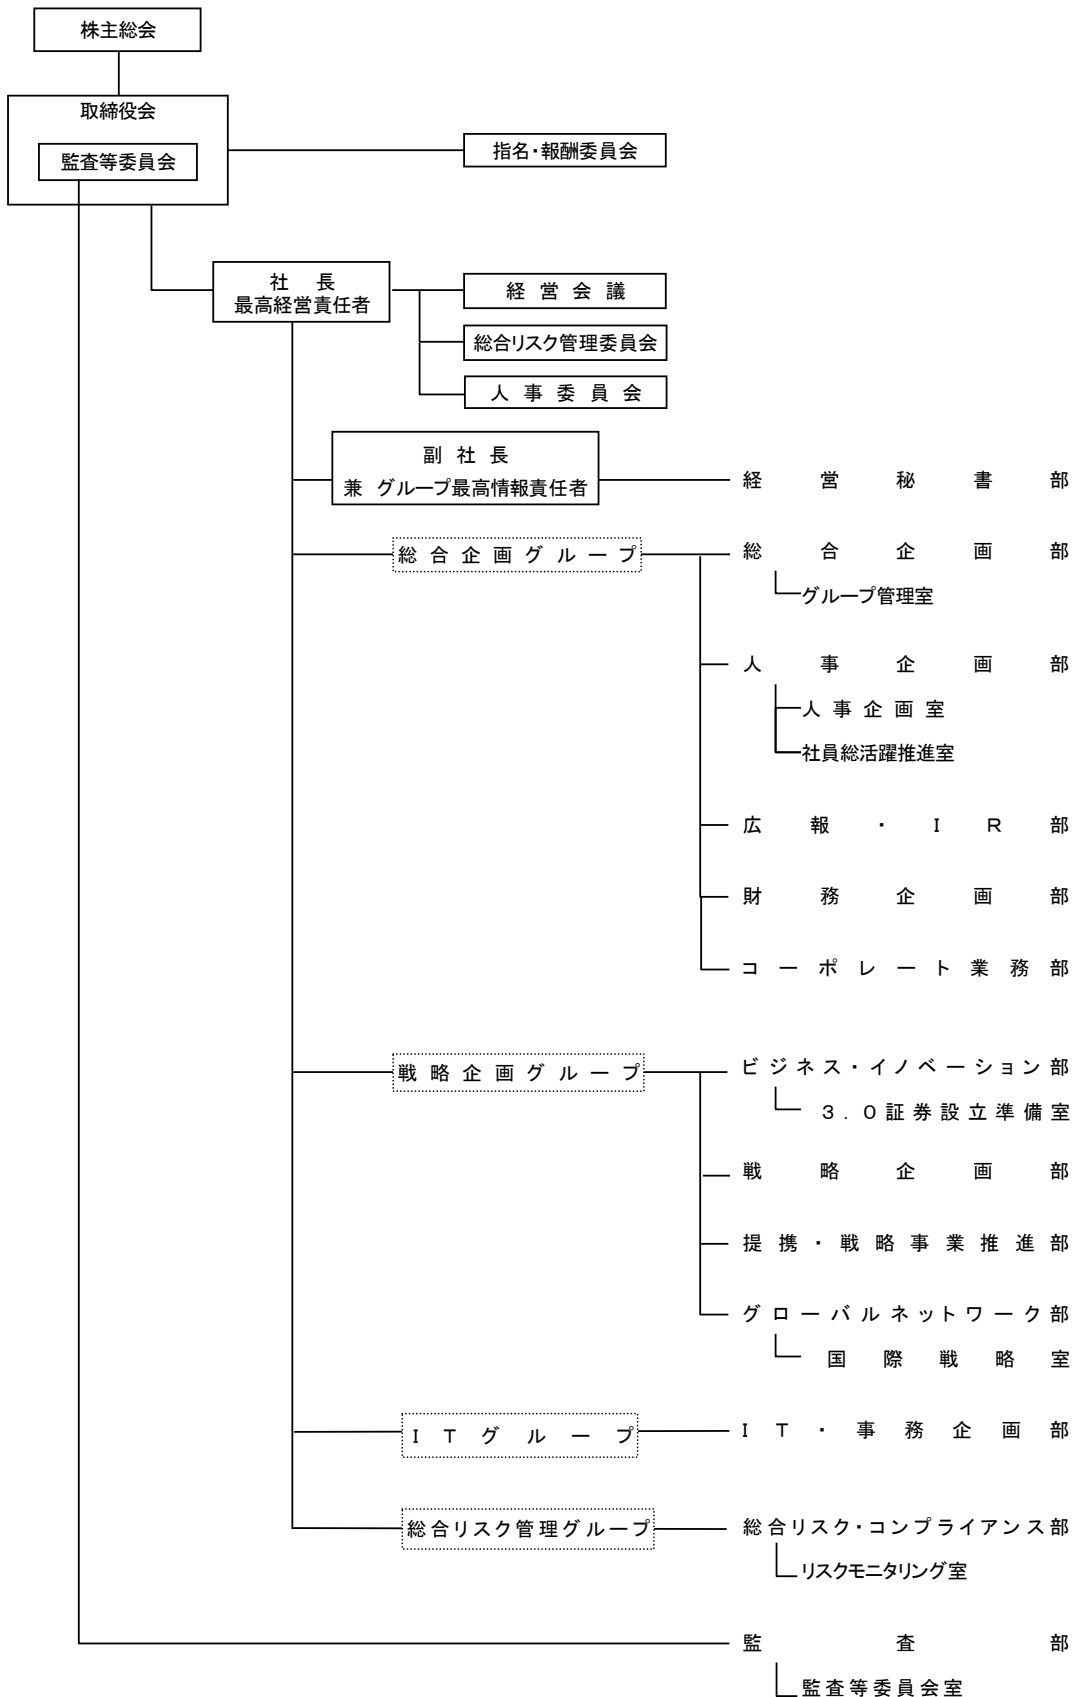 株主総会
取締役会
監査等委員会
指名・報酬委員会
社長
最高経営責任者
経営会議
総合リスク管理委員会
人事委員会
副社長
兼 グループ最高情報責任者
経営秘書部
総合企画グループ
総合企画部
グループ管理室
人事企画部
人事企画室
社員総活躍推進室
広報・IR部
財務企画部
コーポレート業務部
戦略企画グループ
ビジネス・イノベーション部
3.0証券設立準備室
戦略企画部
提携・戦略事業推進部
グローバルネットワーク部
国際戦略室
ITグループ
IT・事務企画部
総合リスク管理グループ
総合リスク・コンプライアンス部
リスクモニタリング室
監査部
監査等委員会室